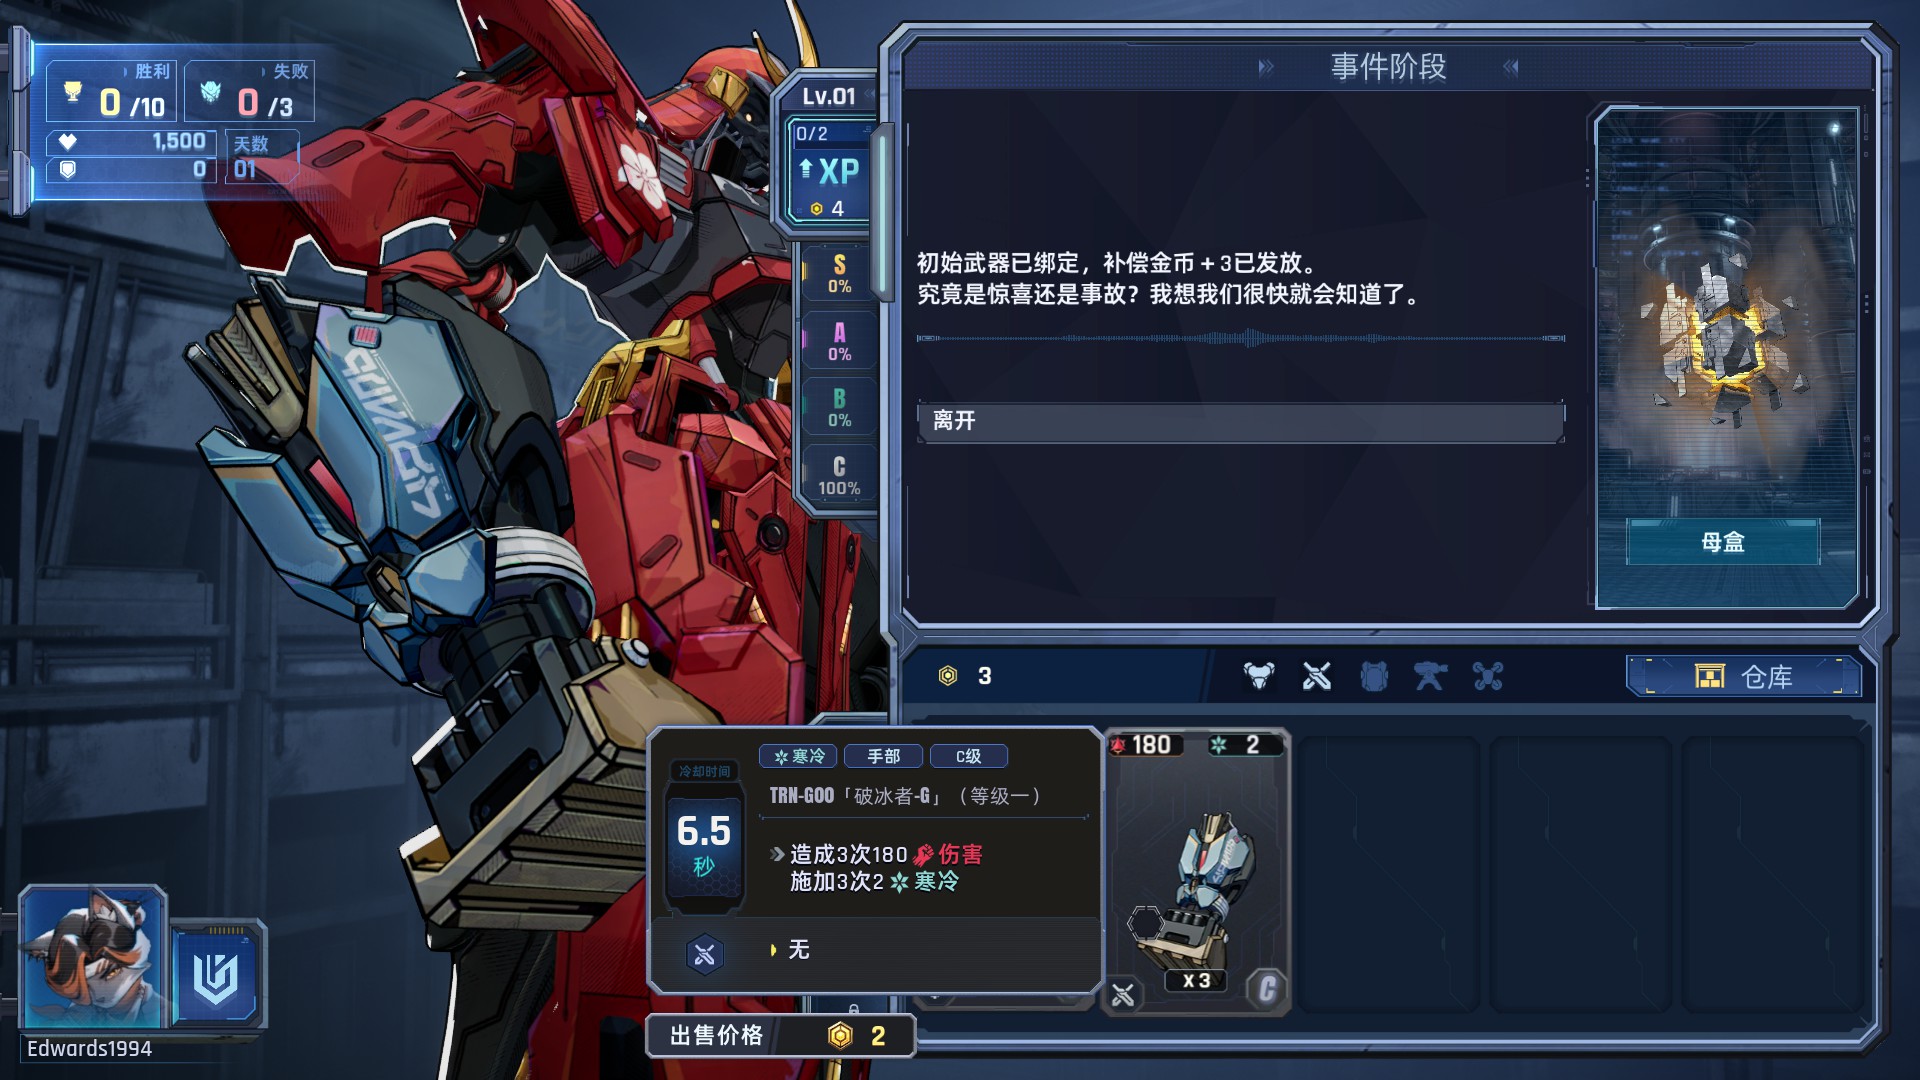 胜利
0 /10
失败
0 /3
1,500
0
天数
01
Lv.01
0/2
XP
4
S
0%
A
0%
B
0%
C
100%
事件阶段
初始武器已绑定，补偿金币+3已发放。
究竟是惊喜还是事故？我想我们很快就会知道了。
离开
母盒
3
仓库
寒冷
手部
C级
冷却时间
6.5
秒
TRN-G00「破冰者-G」（等级一）
造成3次180伤害
施加3次2寒冷
无
出售价格
2
180
2
x3
C
Edwards1994